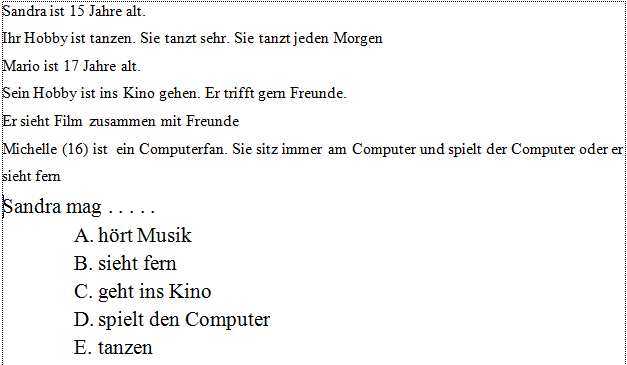 Sandra ist 15 Jahre alt.
Ihr Hobby ist tanzen. Sie tanzt sehr. Sie tanzt jeden Morgen
Mario ist 17 Jahre alt.
Sein Hobby ist ins Kino gehen. Er trifft gern Freunde.
Er sieht Film zusammen mit Freunde
Michelle (16) ist ein Computerfan. Sie sitz immer am Computer und spielt der Computer oder er
sieht fern
Sandra mag . . . . .
A. hört Musik
B. sieht fern
C. geht ins Kino
D. spielt den Computer
E. tanzen